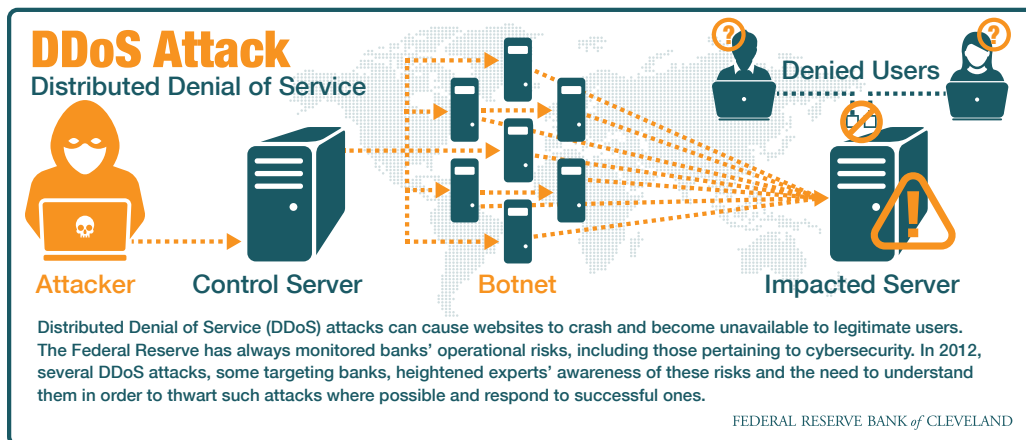 DDoS Attack
Distributed Denial of Service
? ?
Denied Users
!
Attacker
Control Server
Botnet
Impacted Server
Distributed Denial of Service (DDoS) attacks can cause websites to crash and become unavailable to legitimate users.
The Federal Reserve has always monitored banks’ operational risks, including those pertaining to cybersecurity. In 2012,
several DDoS attacks, some targeting banks, heightened experts’ awareness of these risks and the need to understand
them in order to thwart such attacks where possible and respond to successful ones.
FEDERAL RESERVE BANK of CLEVELAND